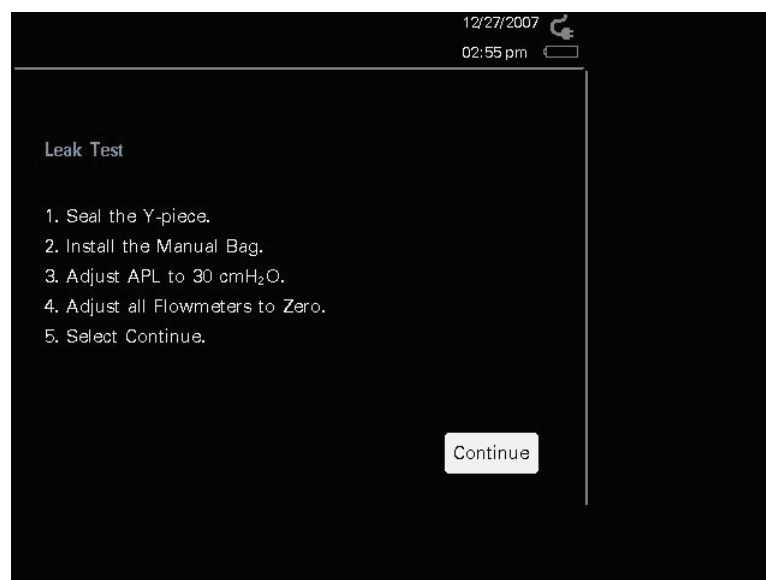 12/27/2007
02:55 pm
Leak Test
1. Seal the Y-piece.
2. Install the Manual Bag.
3. Adjust APL to 30 cmH₂O.
4. Adjust all Flowmeters to Zero.
5. Select Continue.
Continue